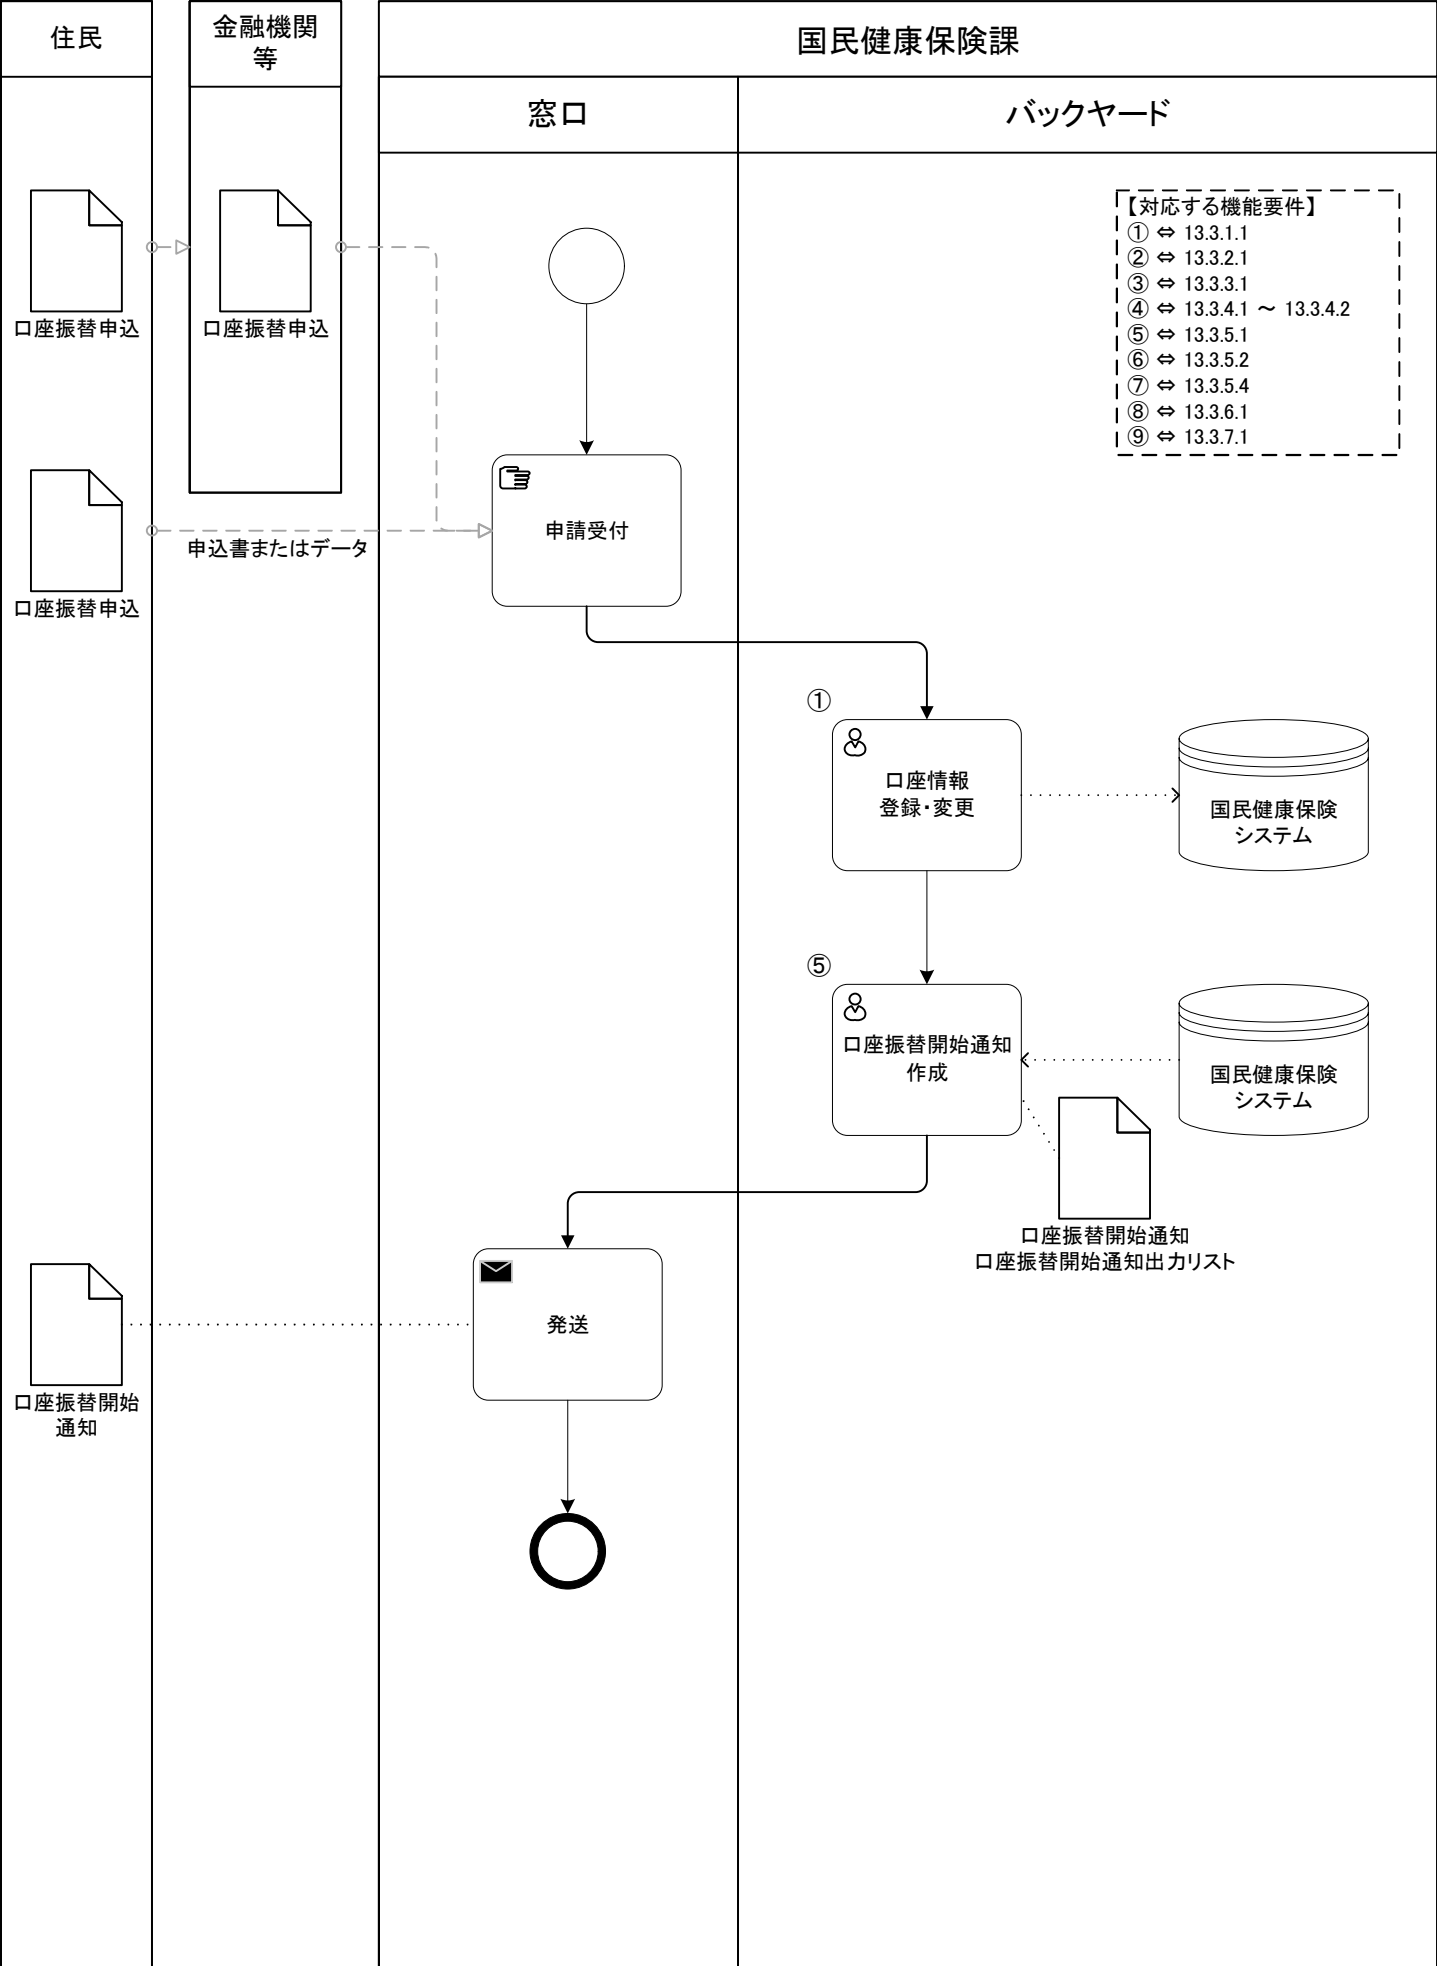 住民
金融機関
等
国民健康保険課
窓口
バックヤード
【対応する機能要件】
① ⇔ 13.3.1.1
② ⇔ 13.3.2.1
③ ⇔ 13.3.3.1
④ ⇔ 13.3.4.1 ～ 13.3.4.2
⑤ ⇔ 13.3.5.1
⑥ ⇔ 13.3.5.2
⑦ ⇔ 13.3.5.4
⑧ ⇔ 13.3.6.1
⑨ ⇔ 13.3.7.1
口座振替申込
口座振替申込
申請受付
申込書またはデータ
口座振替申込
①
口座情報
登録・変更
国民健康保険
システム
⑤
口座振替開始通知
作成
国民健康保険
システム
口座振替開始通知
口座振替開始通知出力リスト
発送
口座振替開始
通知